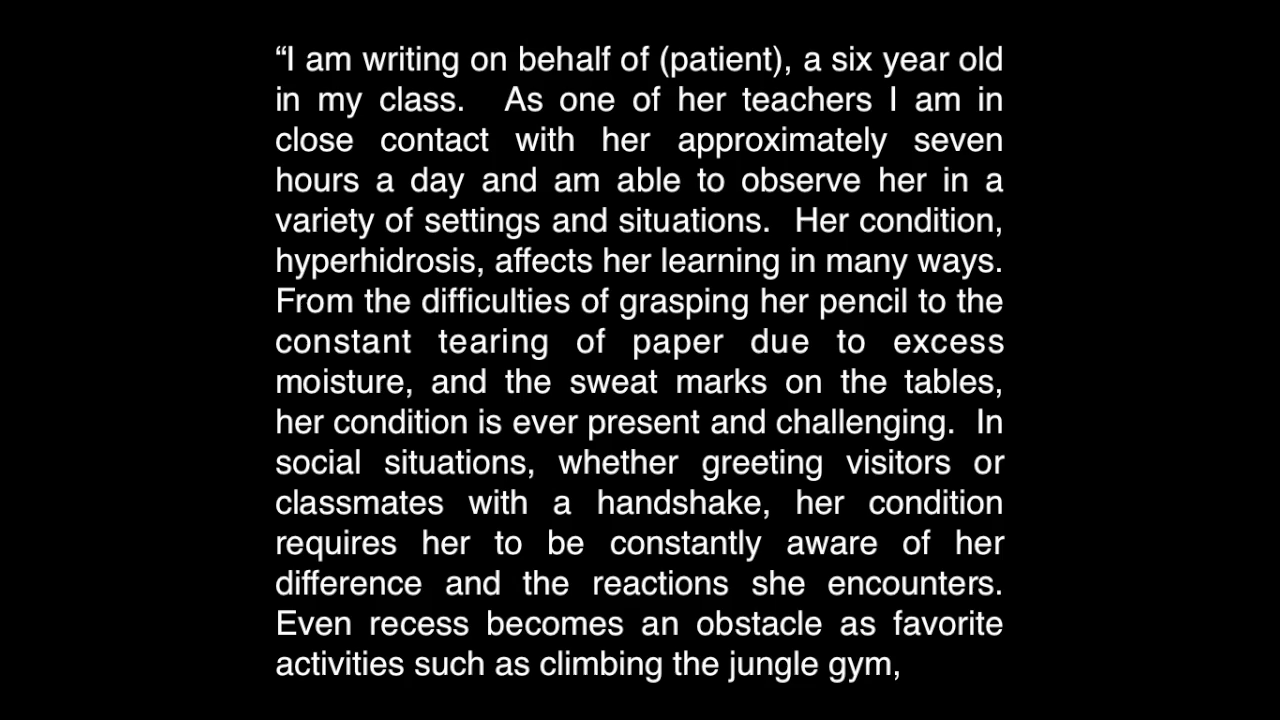 “I am writing on behalf of (patient), a six year old
in my class. As one of her teachers I am in
close contact with her approximately seven
hours a day and am able to observe her in a
variety of settings and situations. Her condition,
hyperhidrosis, affects her learning in many ways.
From the difficulties of grasping her pencil to the
constant tearing of paper due to excess
moisture, and the sweat marks on the tables,
her condition is ever present and challenging. In
social situations, whether greeting visitors or
classmates with a handshake, her condition
requires her to be constantly aware of her
difference and the reactions she encounters.
Even recess becomes an obstacle as favorite
activities such as climbing the jungle gym,